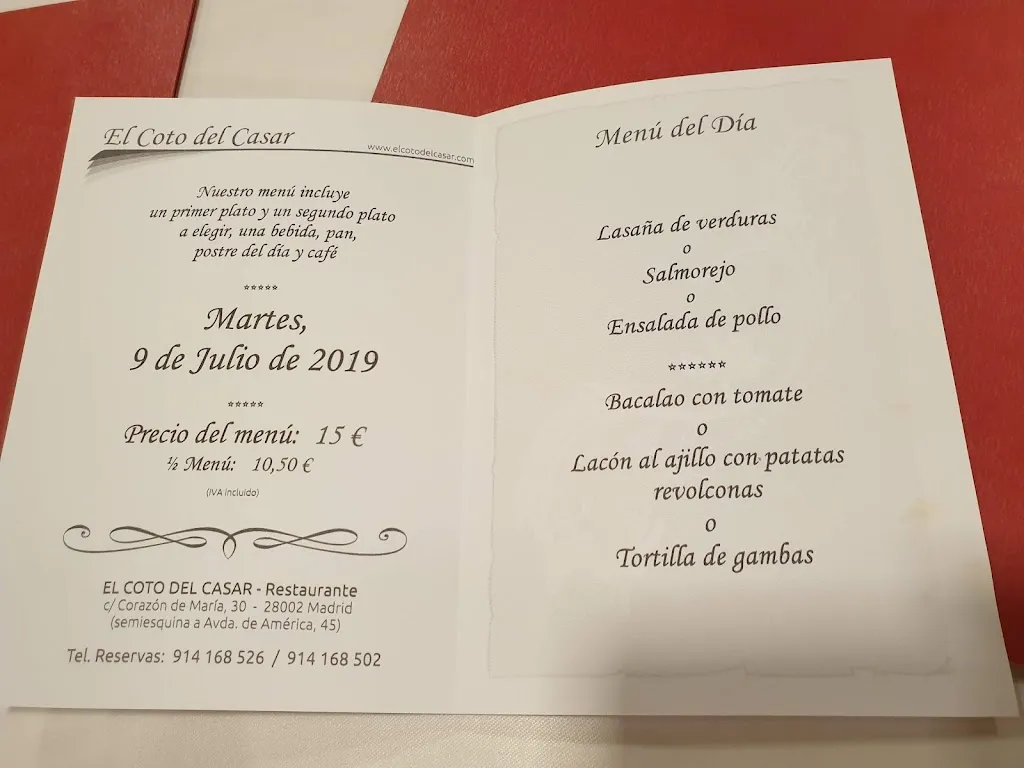 El Coto del Casar
www.elcotodelcasar.com
Nuestro menú incluye
un primer plato y un segundo plato
a elegir, una bebida, pan,
postre del día y café
*****
Martes,
9 de Julio de 2019
*****
Precio del menú: 15 €
½ Menú: 10,50 €
(IVA incluido)
EL COTO DEL CASAR - Restaurante
c/ Corazón de María, 30 - 28002 Madrid
(semiesquina a Avda. de América, 45)
Tel. Reservas: 914 168 526 / 914 168 502
Menú del Día
Lasaña de verduras
o
Salmorejo
o
Ensalada de pollo
******
Bacalao con tomate
o
Lacón al ajillo con patatas
revolconas
o
Tortilla de gambas